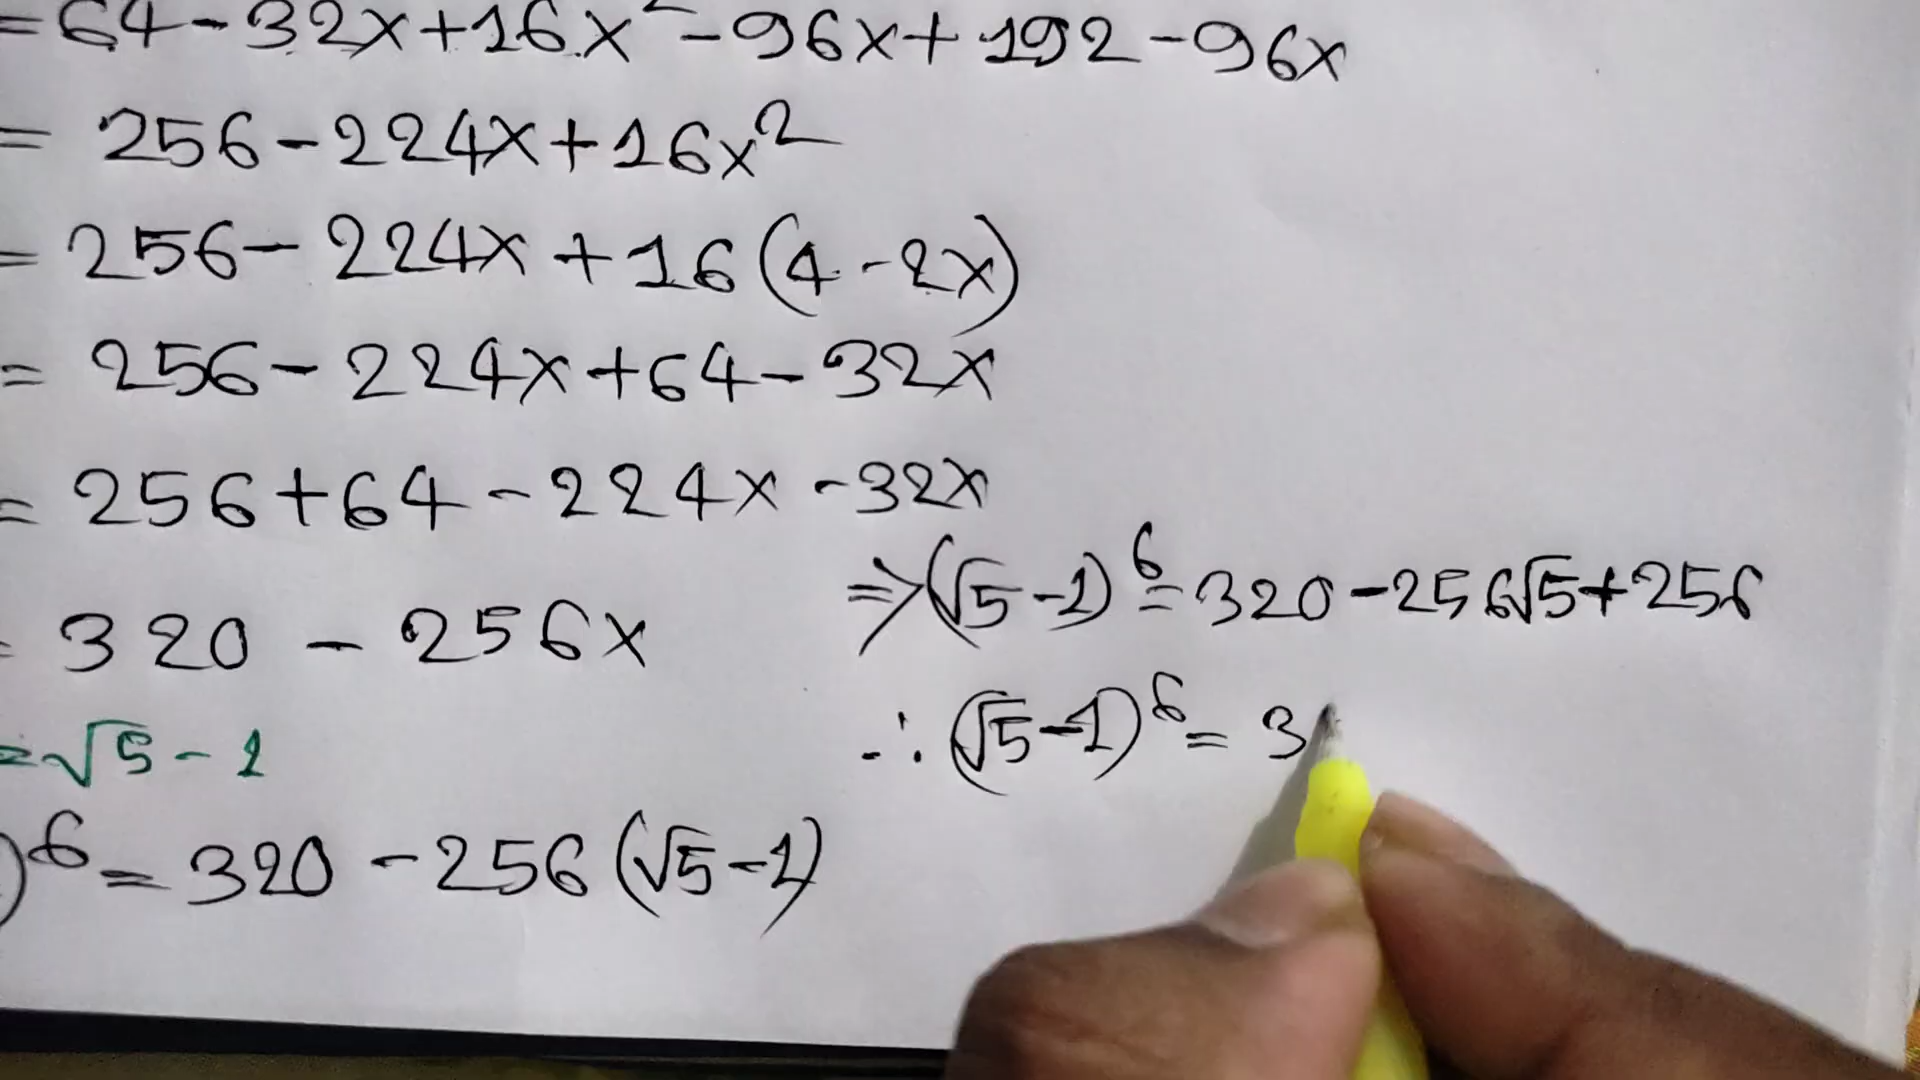 =64-32x+16x²-96x+192-96x
= 256-224x+16x²
= 256-224x+16(4-2x)
= 256-224x+64-32x
= 256+64-224x-32x
= 320-256x
=√5-1
)⁶=320-256(√5-1)
⇒(√5-1)⁶=320-256√5+256
∴(√5-1)⁶= 3